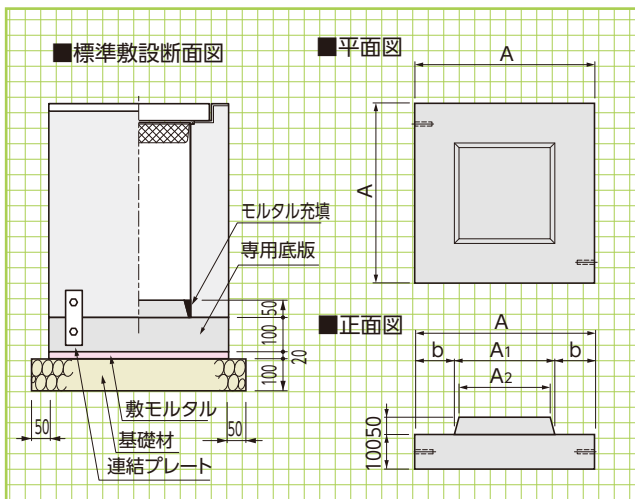 ■標準敷設断面図
モルタル充填
専用底版
50
100
20
100
50
50
敷モルタル
基礎材
連結プレート
■平面図
A
A
■正面図
A
b
A1
b
A2
50
100